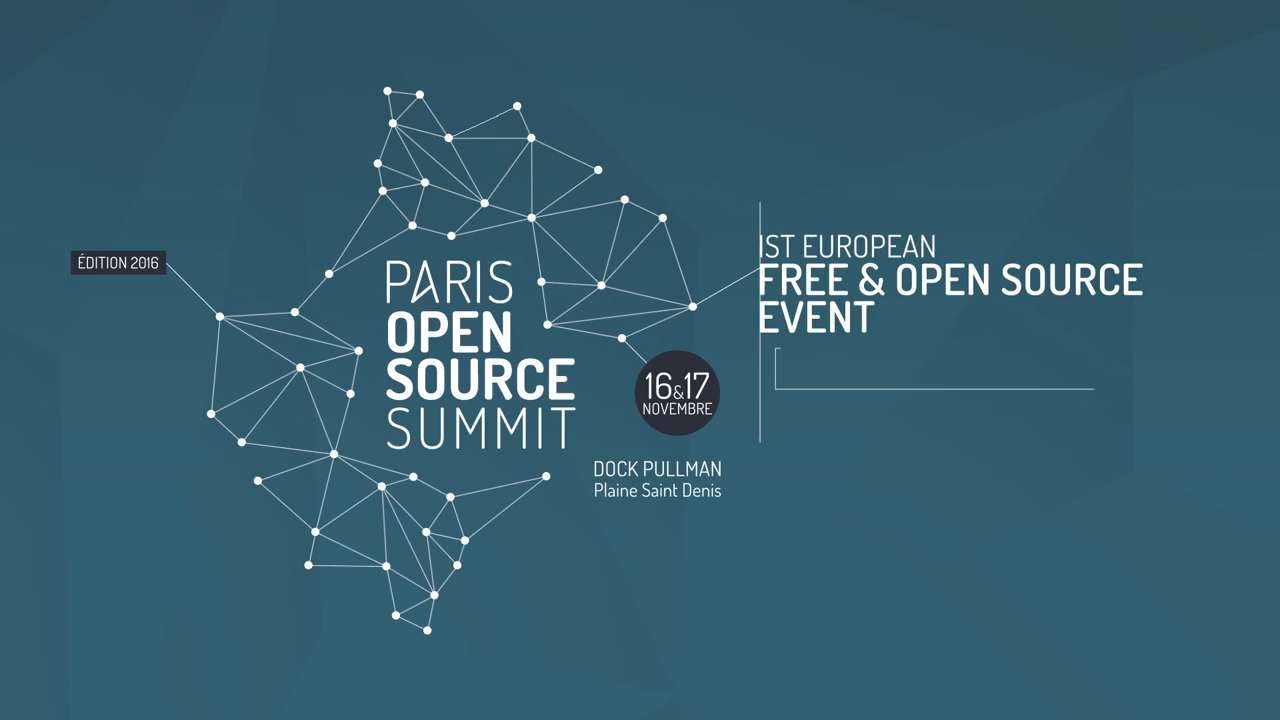 ÉDITION 2016
PARIS
OPEN
SOURCE
SUMMIT
16&17
NOVEMBRE
DOCK PULLMAN
Plaine Saint Denis
1ST EUROPEAN
FREE & OPEN SOURCE
EVENT